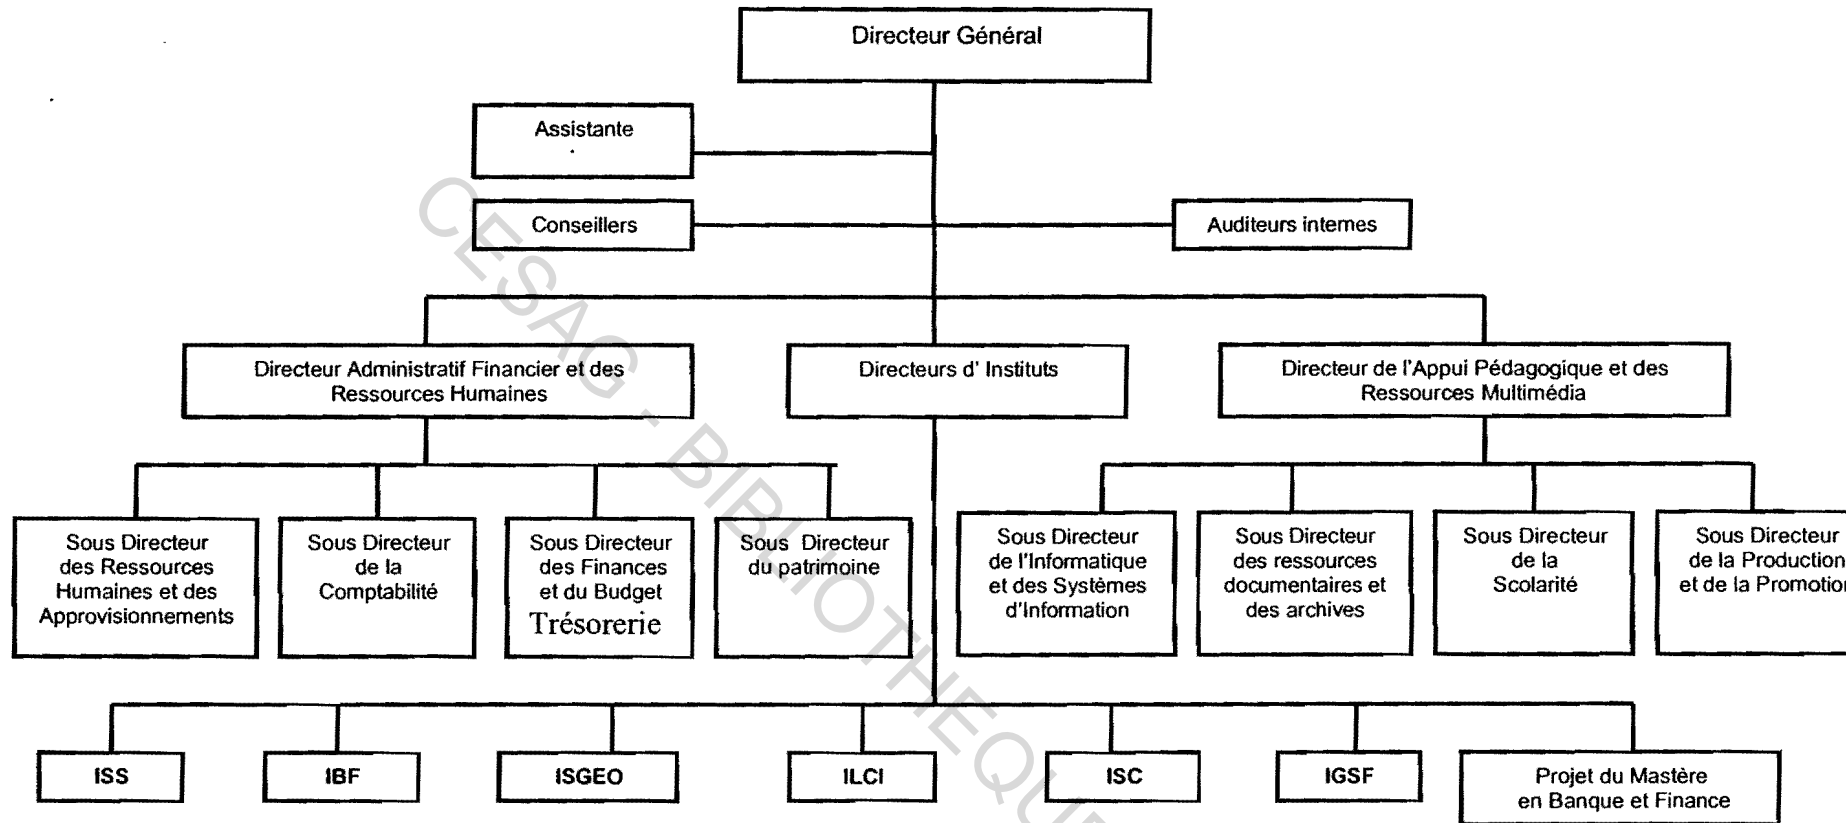 Directeur Général
Assistante
Conseillers
Auditeurs internes
Directeur Administratif Financier et des
Ressources Humaines
Directeurs d' Instituts
Directeur de l'Appui Pédagogique et des
Ressources Multimédia
Sous Directeur
des Ressources
Humaines et des
Approvisionnements
Sous Directeur
de la
Comptabilité
Sous Directeur
des Finances
et du Budget
Trésorerie
Sous Directeur
du patrimoine
Sous Directeur
de l'Informatique
et des Systèmes
d'Information
Sous Directeur
des ressources
documentaires et
des archives
Sous Directeur
de la
Scolarité
Sous Directeur
de la Production
et de la Promotion
ISS
IBF
ISGEO
ILCI
ISC
IGSF
Projet du Mastère
en Banque et Finance
CESAG - BIBLIOTHEQUE